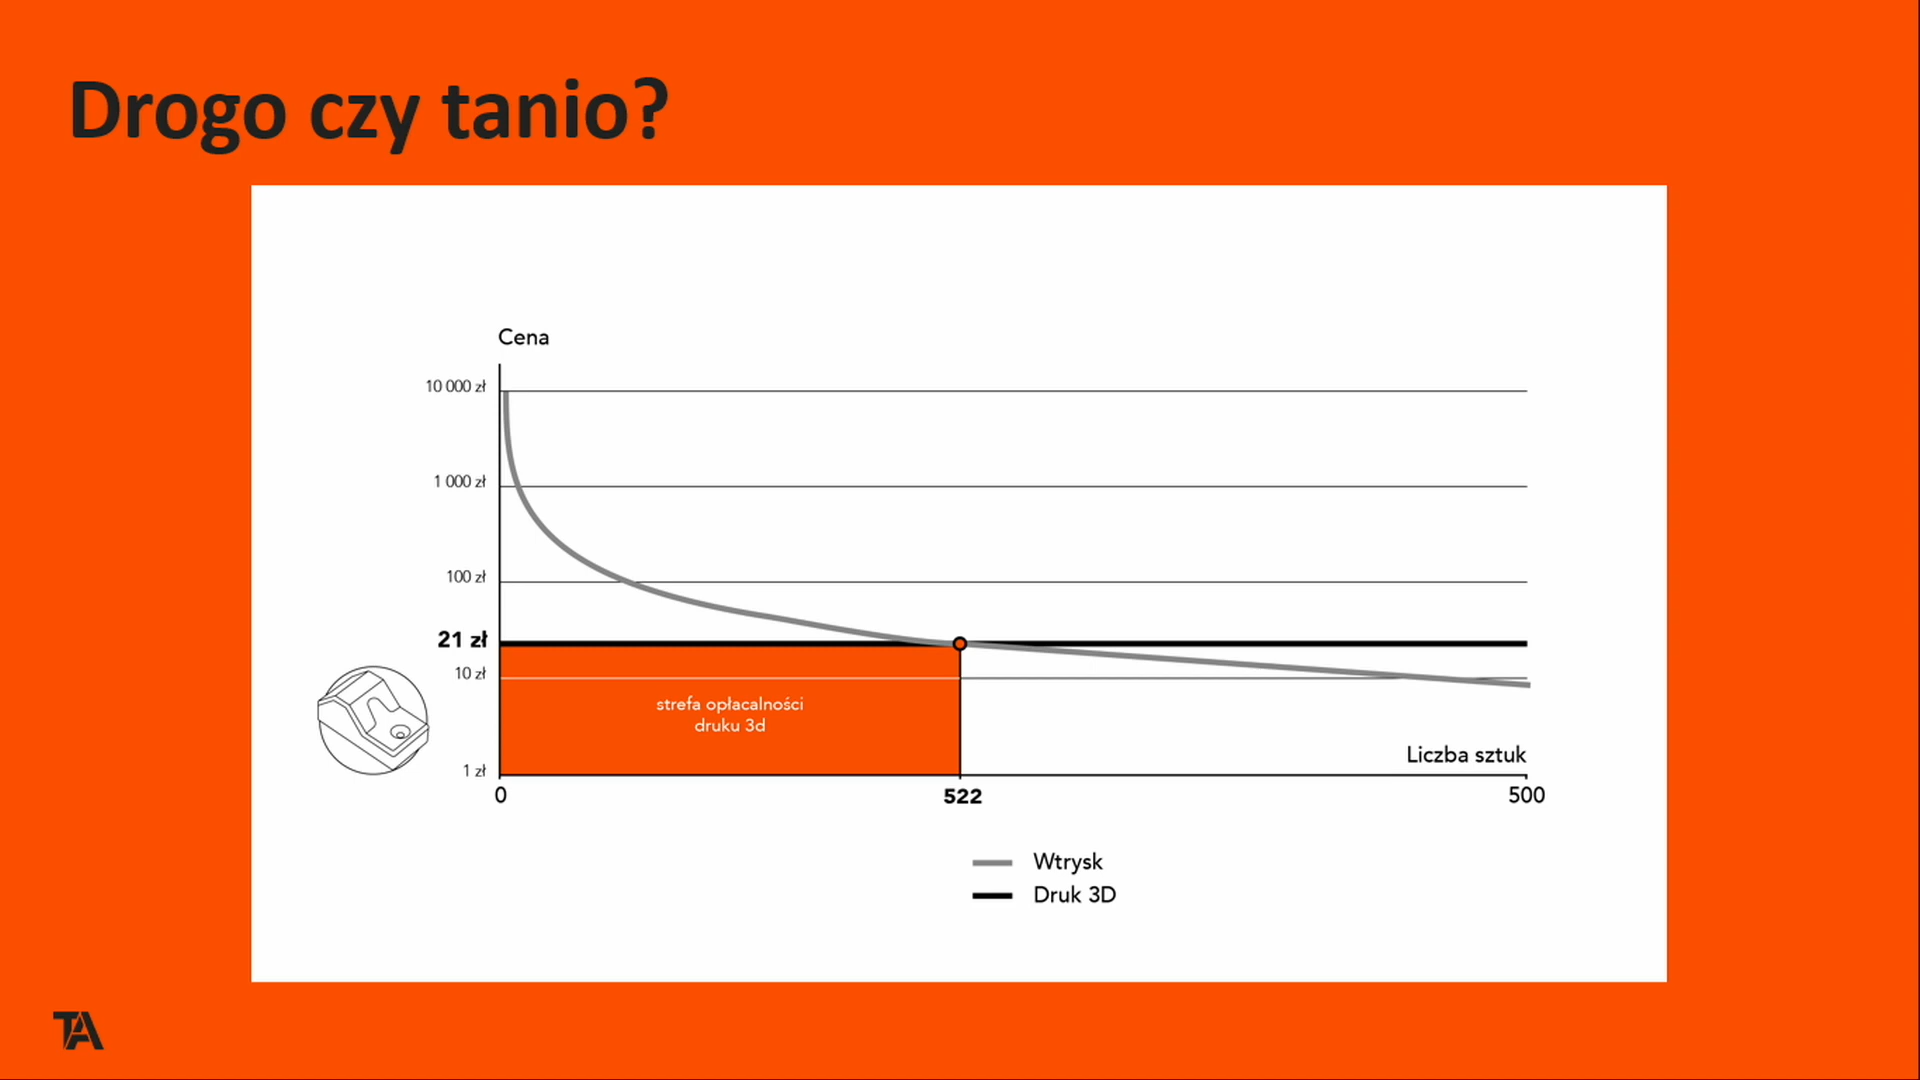 Drogo czy tanio?
Cena
10 000 zł
1 000 zł
100 zł
21 zł
10 zł
1 zł
strefa opłacalności
druku 3d
Liczba sztuk
0
522
500
Wtrysk
Druk 3D
TA